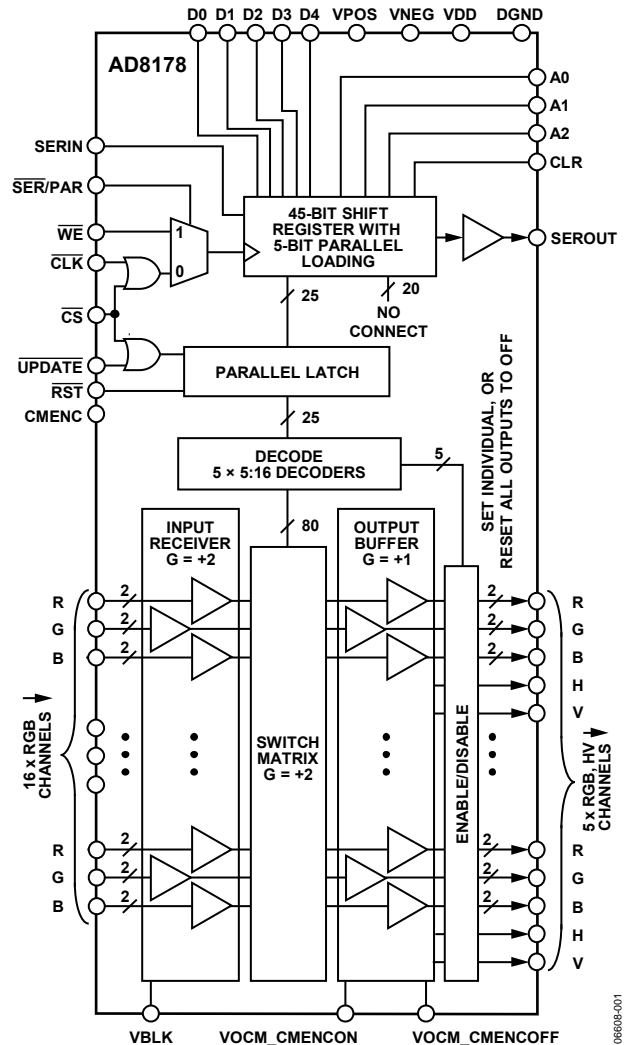 D0 D1 D2 D3 D4 VPOS VNEG VDD DGND
AD8178
A0
A1
A2
CLR
SERIN
SER/PAR
WE
CLK
CS
UPDATE
RST
CMENC
1
0
45-BIT SHIFT
REGISTER WITH
5-BIT PARALLEL
LOADING
SEROUT
25
20
NO
CONNECT
PARALLEL LATCH
25
DECODE
5 × 5:16 DECODERS
5
SET INDIVIDUAL, OR
RESET ALL OUTPUTS TO OFF
80
INPUT
RECEIVER
G = +2
OUTPUT
BUFFER
G = +1
SWITCH
MATRIX
G = +2
ENABLE/DISABLE
R 2 2 R
G 2 2 G
B 2 2 B
H
V
16 x RGB
CHANNELS
5 x RGB, HV
CHANNELS
R 2 2 R
G 2 2 G
B 2 2 B
H
V
VBLK VOCM_CMENCON VOCM_CMENCOFF
06608-001